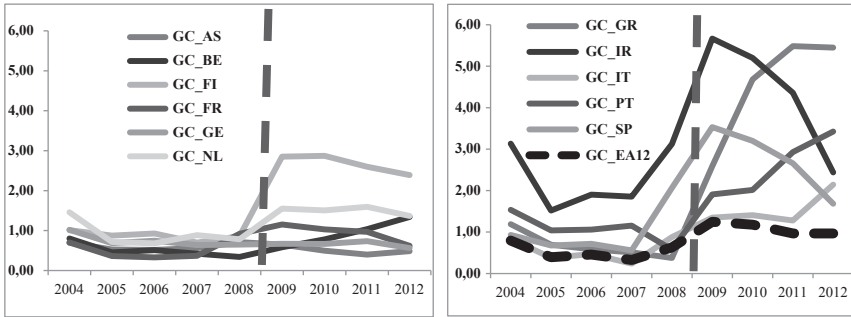 6,00
5,00
4,00
3,00
2,00
1,00
0,00
GC_AS
GC_BE
GC_FI
GC_FR
GC_GE
GC_NL
2004 2005 2006 2007 2008 2009 2010 2011 2012
6,00
5,00
4,00
3,00
2,00
1,00
0,00
GC_GR
GC_IR
GC_IT
GC_PT
GC_SP
GC_EA12
2004 2005 2006 2007 2008 2009 2010 2011 2012